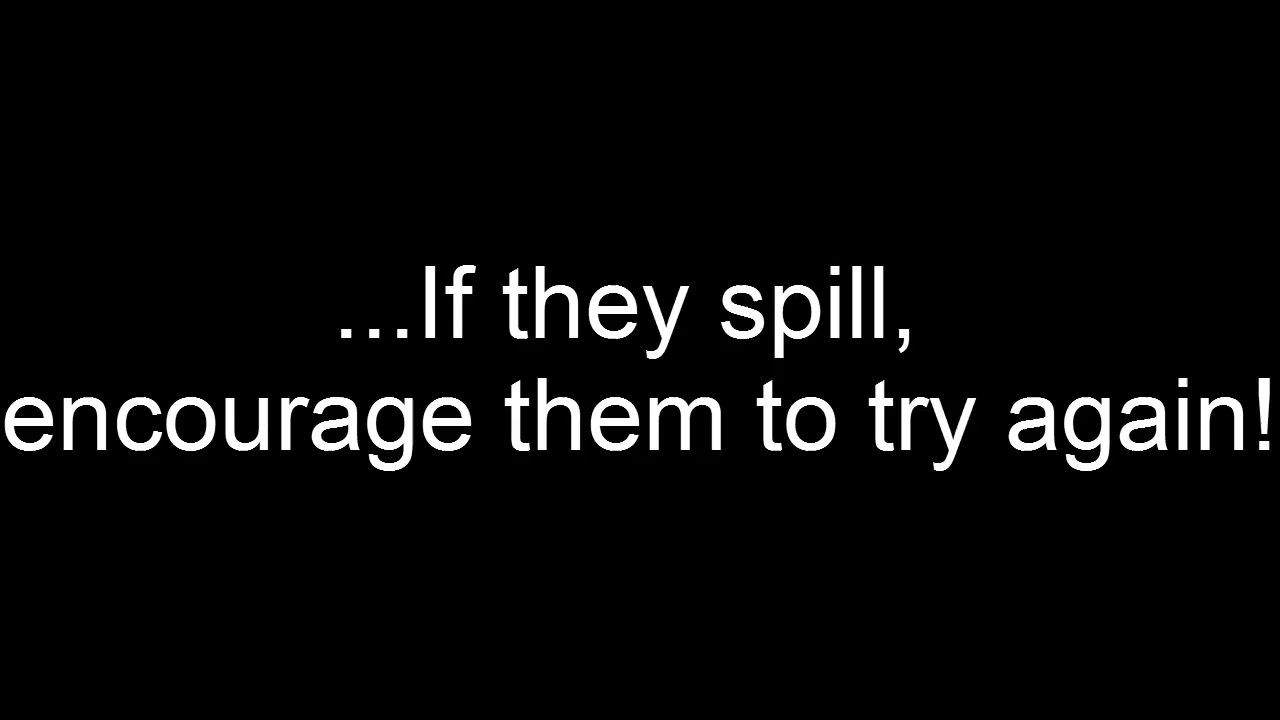 ...If they spill,
encourage them to try again!